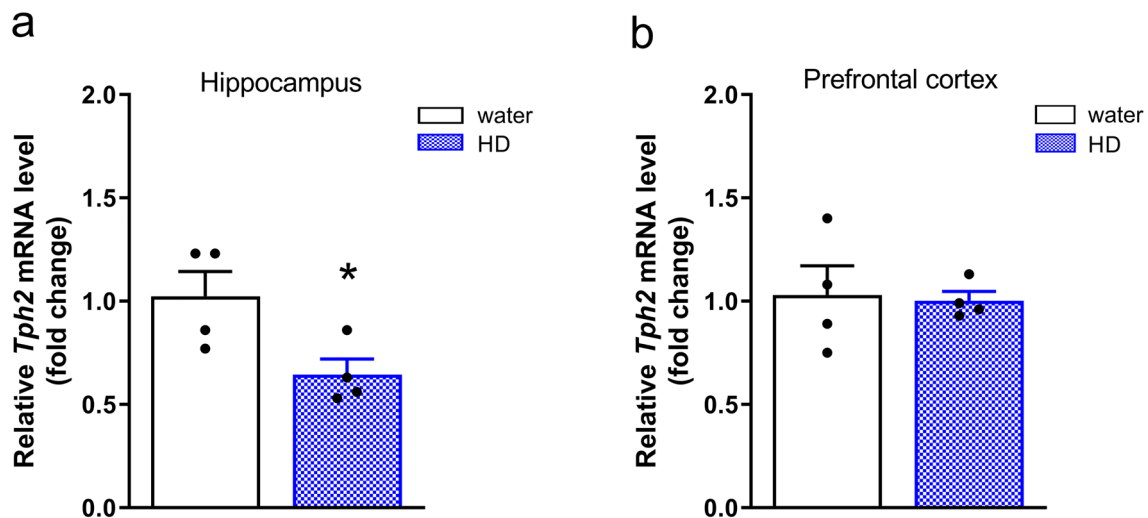 a
Hippocampus
Relative Tph2 mRNA level
(fold change)
2.0
1.5
1.0
0.5
0.0
*
water
HD
b
Prefrontal cortex
Relative Tph2 mRNA level
(fold change)
2.0
1.5
1.0
0.5
0.0
water
HD